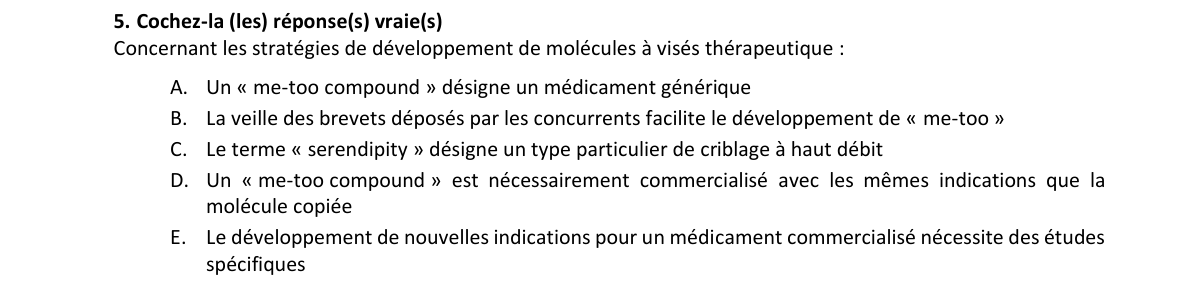 5. Cochez-la (les) réponse(s) vraie(s)
Concernant les stratégies de développement de molécules à visés thérapeutique :
A. Un « me-too compound » désigne un médicament générique
B. La veille des brevets déposés par les concurrents facilite le développement de « me-too »
C. Le terme « serendipity » désigne un type particulier de criblage à haut débit
D. Un « me-too compound » est nécessairement commercialisé avec les mêmes indications que la
molécule copiée
E. Le développement de nouvelles indications pour un médicament commercialisé nécessite des études
spécifiques